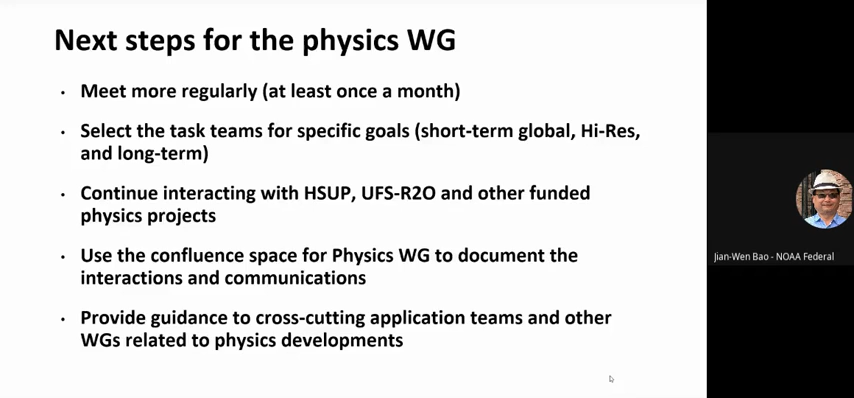 Next steps for the physics WG
• Meet more regularly (at least once a month)
• Select the task teams for specific goals (short-term global, Hi-Res,
and long-term)
• Continue interacting with HSUP, UFS-R2O and other funded
physics projects
• Use the confluence space for Physics WG to document the
interactions and communications
• Provide guidance to cross-cutting application teams and other
WGs related to physics developments
Jian-Wen Bao - NOAA Federal